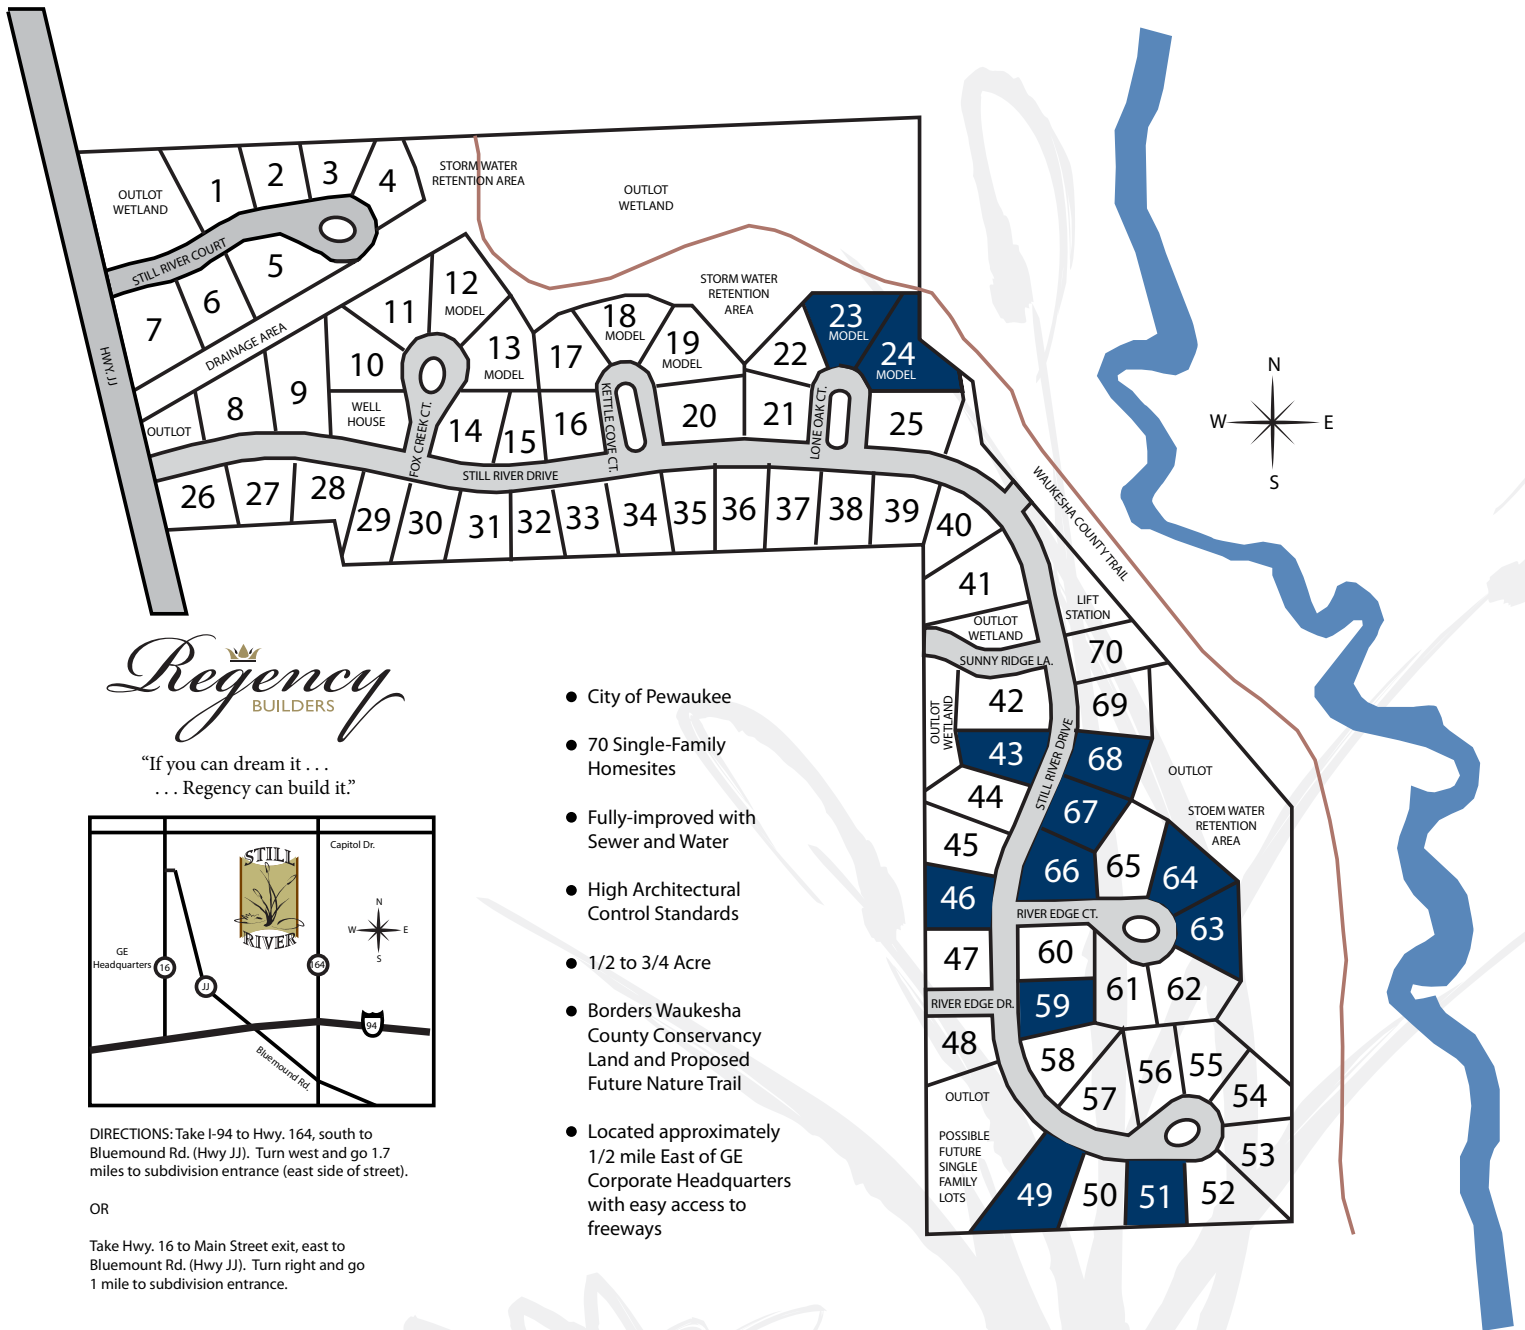 OUTLOT
WETLAND
1
2
3
4
STORM WATER
RETENTION AREA
OUTLOT
WETLAND
STILL RIVER COURT
5
6
7
DRAINAGE AREA
HWY. JJ
11
12
MODEL
10
13
MODEL
STORM WATER
RETENTION
AREA
17
18
MODEL
19
MODEL
22
23
MODEL
24
MODEL
OUTLOT
8
9
WELL
HOUSE
FOX CREEK CT.
14
15
16
KETTLE COVE CT.
20
21
LONE OAK CT.
25
STILL RIVER DRIVE
26
27
28
29
30
31
32
33
34
35
36
37
38
39
40
41
WAUKESHA COUNTY TRAIL
N
W
E
S
LIFT
STATION
OUTLOT
WETLAND
SUNNY RIDGE LA.
70
OUTLOT
WETLAND
42
69
STILL RIVER DRIVE
43
68
OUTLOT
44
67
STOEM WATER
RETENTION
AREA
45
66
65
64
46
RIVER EDGE CT.
63
47
60
61
62
RIVER EDGE DR.
59
48
58
57
56
55
54
OUTLOT
53
POSSIBLE
FUTURE
SINGLE
FAMILY
LOTS
49
50
51
52
Regency
BUILDERS
“If you can dream it . . .
. . . Regency can build it.”
Capitol Dr.
STILL
RIVER
N
W
E
S
GE
Headquarters
16
JJ
164
94
Bluemound Rd.
DIRECTIONS: Take I-94 to Hwy. 164, south to
Bluemound Rd. (Hwy JJ). Turn west and go 1.7
miles to subdivision entrance (east side of street).
OR
Take Hwy. 16 to Main Street exit, east to
Bluemount Rd. (Hwy JJ). Turn right and go
1 mile to subdivision entrance.
● City of Pewaukee
● 70 Single-Family
Homesites
● Fully-improved with
Sewer and Water
● High Architectural
Control Standards
● 1/2 to 3/4 Acre
● Borders Waukesha
County Conservancy
Land and Proposed
Future Nature Trail
● Located approximately
1/2 mile East of GE
Corporate Headquarters
with easy access to
freeways